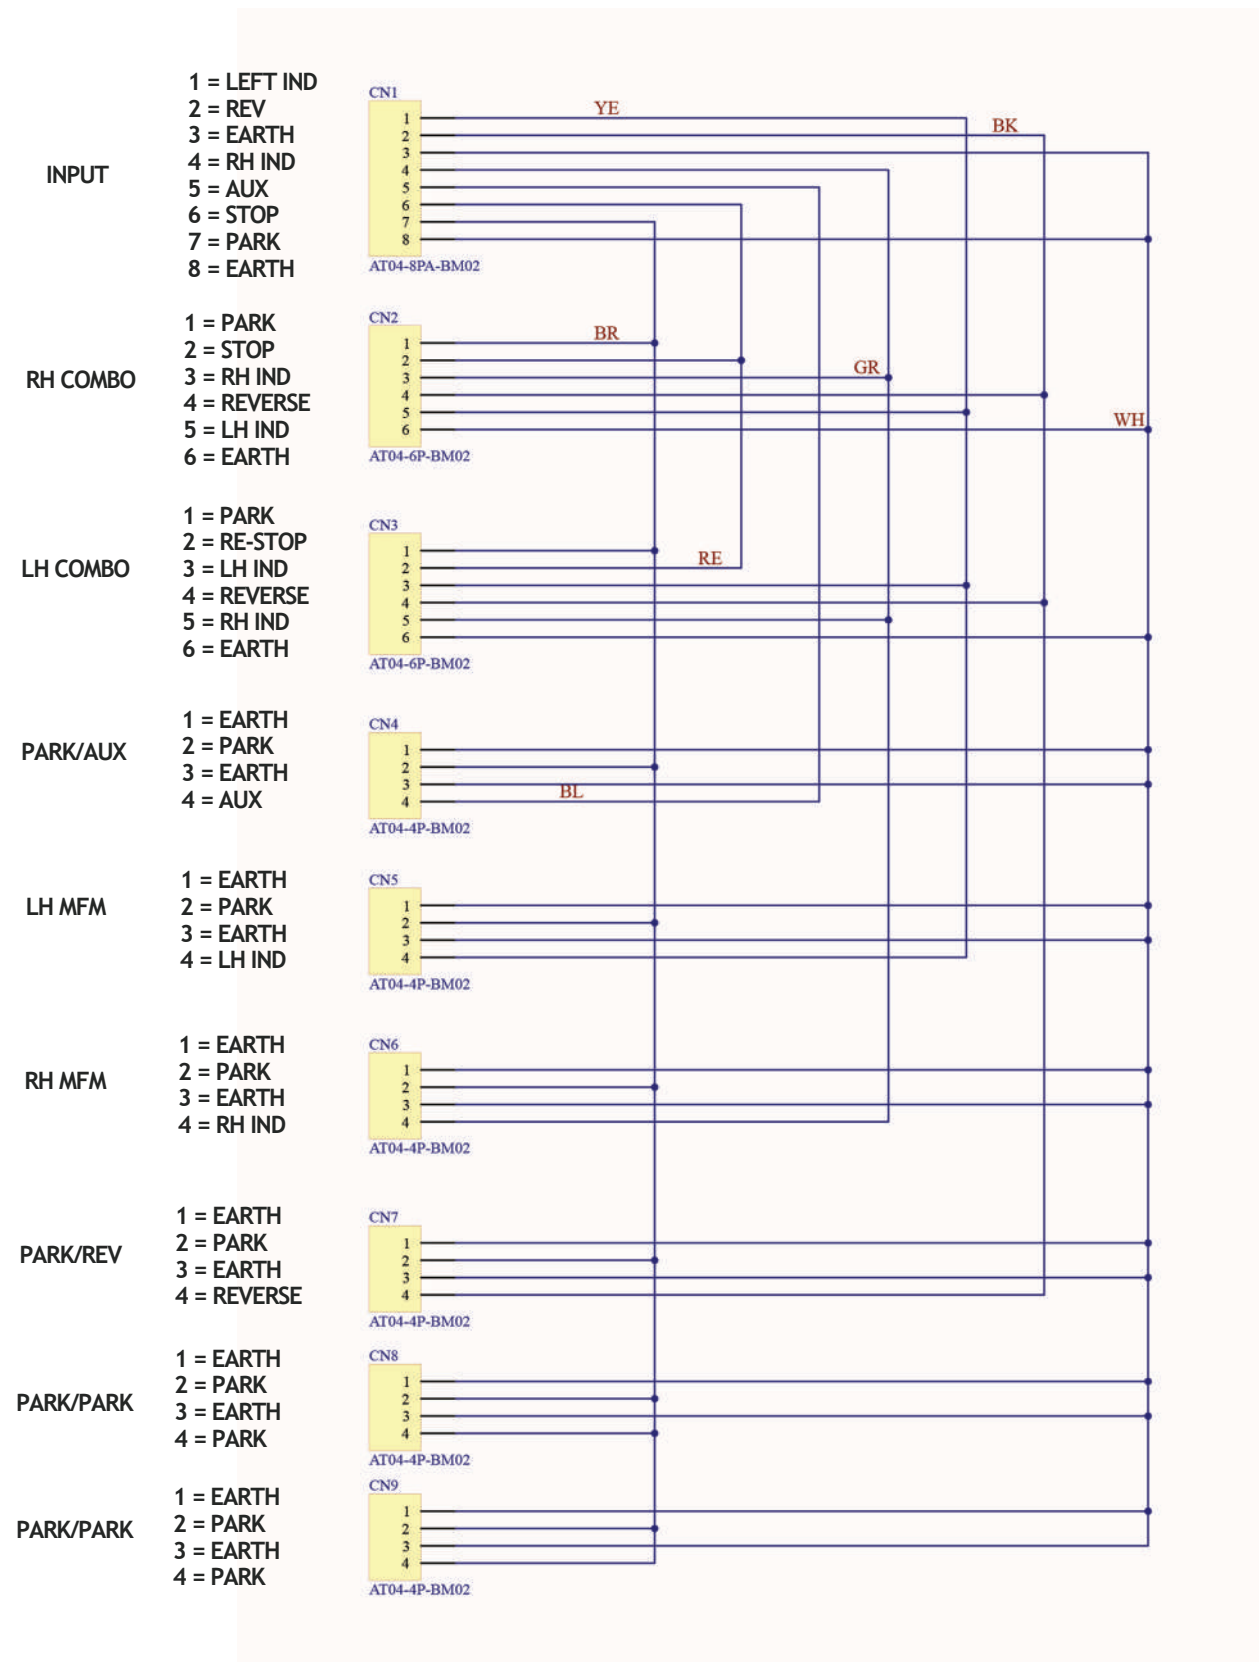 INPUT
1 = LEFT IND
2 = REV
3 = EARTH
4 = RH IND
5 = AUX
6 = STOP
7 = PARK
8 = EARTH
CN1
1
2
3
4
5
6
7
8
AT04-8PA-BM02
YE
BK
RH COMBO
1 = PARK
2 = STOP
3 = RH IND
4 = REVERSE
5 = LH IND
6 = EARTH
CN2
1
2
3
4
5
6
AT04-6P-BM02
BR
GR
WH
LH COMBO
1 = PARK
2 = RE-STOP
3 = LH IND
4 = REVERSE
5 = RH IND
6 = EARTH
CN3
1
2
3
4
5
6
AT04-6P-BM02
RE
PARK/AUX
1 = EARTH
2 = PARK
3 = EARTH
4 = AUX
CN4
1
2
3
4
AT04-4P-BM02
BL
LH MFM
1 = EARTH
2 = PARK
3 = EARTH
4 = LH IND
CN5
1
2
3
4
AT04-4P-BM02
RH MFM
1 = EARTH
2 = PARK
3 = EARTH
4 = RH IND
CN6
1
2
3
4
AT04-4P-BM02
PARK/REV
1 = EARTH
2 = PARK
3 = EARTH
4 = REVERSE
CN7
1
2
3
4
AT04-4P-BM02
PARK/PARK
1 = EARTH
2 = PARK
3 = EARTH
4 = PARK
CN8
1
2
3
4
AT04-4P-BM02
PARK/PARK
1 = EARTH
2 = PARK
3 = EARTH
4 = PARK
CN9
1
2
3
4
AT04-4P-BM02